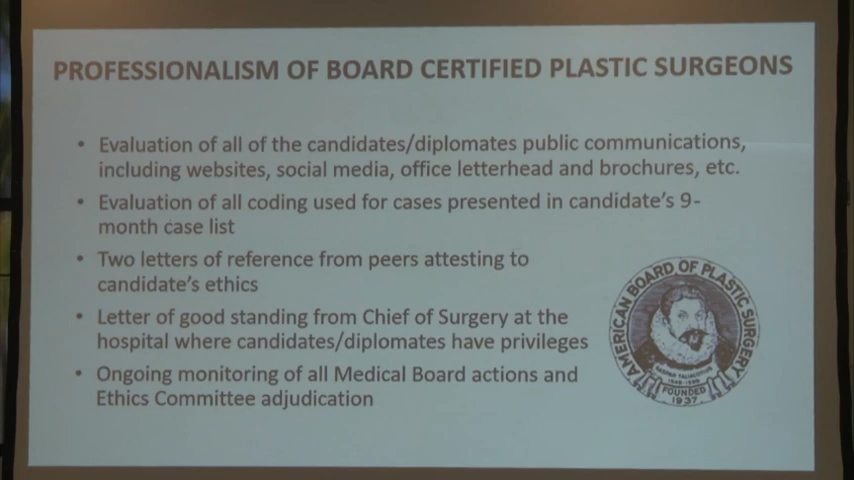 PROFESSIONALISM OF BOARD CERTIFIED PLASTIC SURGEONS
• Evaluation of all of the candidates/diplomates public communications,
including websites, social media, office letterhead and brochures, etc.
• Evaluation of all coding used for cases presented in candidate's 9-
month case list
• Two letters of reference from peers attesting to
candidate's ethics
• Letter of good standing from Chief of Surgery at the
hospital where candidates/diplomates have privileges
• Ongoing monitoring of all Medical Board actions and
Ethics Committee adjudication
AMERICAN BOARD OF PLASTIC SURGERY
FOUNDED
1937